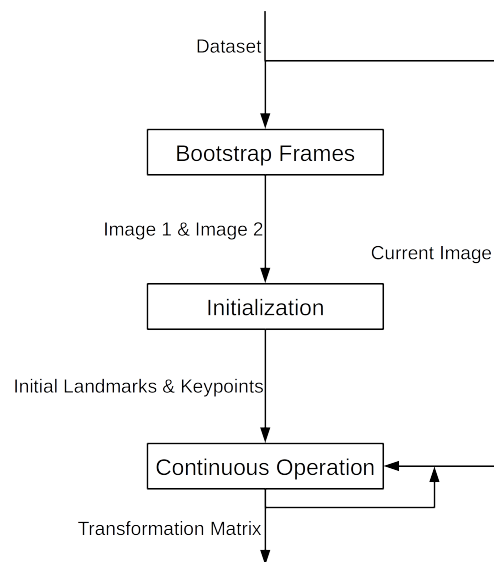 Dataset
Bootstrap Frames
Image 1 & Image 2
Current Image
Initialization
Initial Landmarks & Keypoints
Continuous Operation
Transformation Matrix